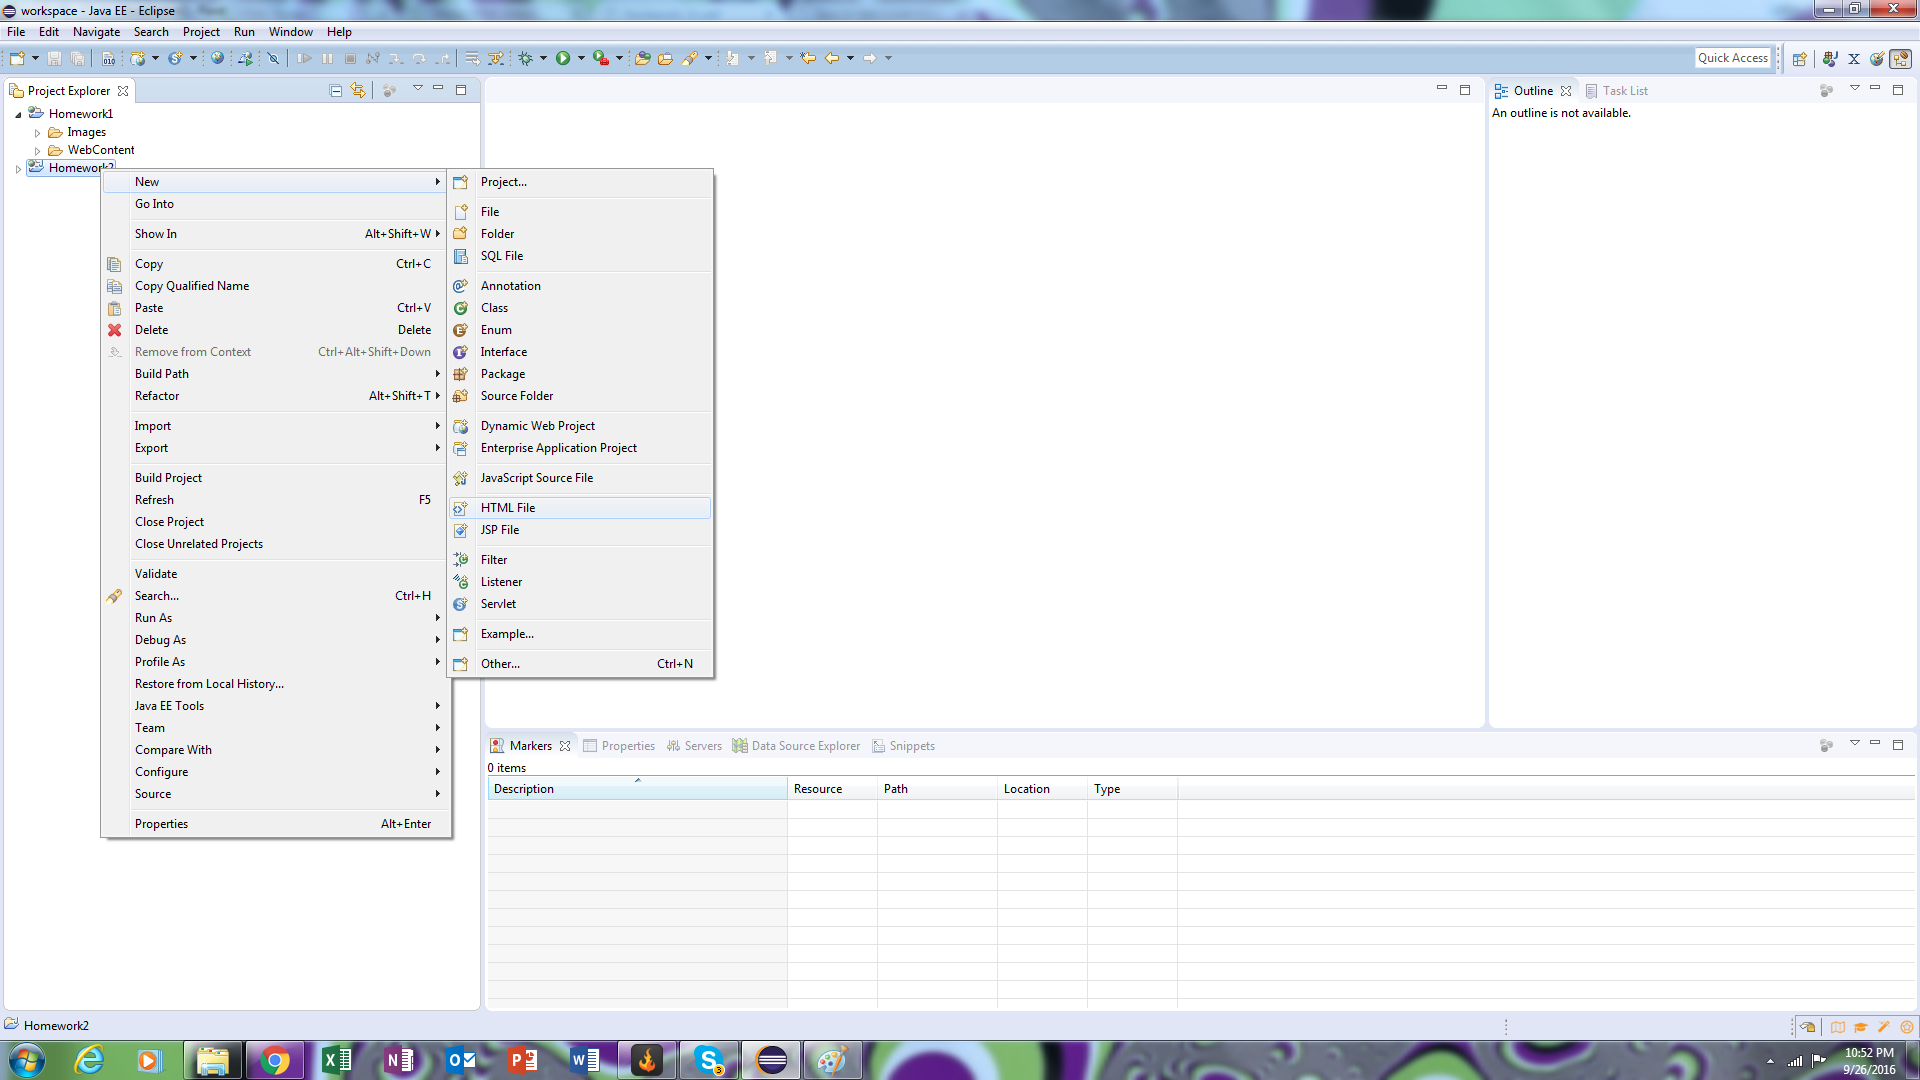 workspace - Java EE - Eclipse
File Edit Navigate Search Project Run Window Help
Quick Access
Project Explorer
Homework1
Images
WebContent
Homework2
New
Go Into
Show In Alt+Shift+W
Copy Ctrl+C
Copy Qualified Name
Paste Ctrl+V
Delete Delete
Remove from Context Ctrl+Alt+Shift+Down
Build Path
Refactor Alt+Shift+T
Import
Export
Build Project
Refresh F5
Close Project
Close Unrelated Projects
Validate
Search... Ctrl+H
Run As
Debug As
Profile As
Restore from Local History...
Java EE Tools
Team
Compare With
Configure
Source
Properties Alt+Enter
Project...
File
Folder
SQL File
Annotation
Class
Enum
Interface
Package
Source Folder
Dynamic Web Project
Enterprise Application Project
JavaScript Source File
HTML File
JSP File
Filter
Listener
Servlet
Example...
Other... Ctrl+N
Outline Task List
An outline is not available.
Markers Properties Servers Data Source Explorer Snippets
0 items
Description Resource Path Location Type
Homework2
10:52 PM
9/26/2016